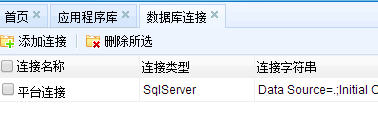 首页 应用程序库 数据库连接
添加连接 删除所选
连接名称 连接类型 连接字符串
平台连接 SqlServer Data Source=.;Initial C